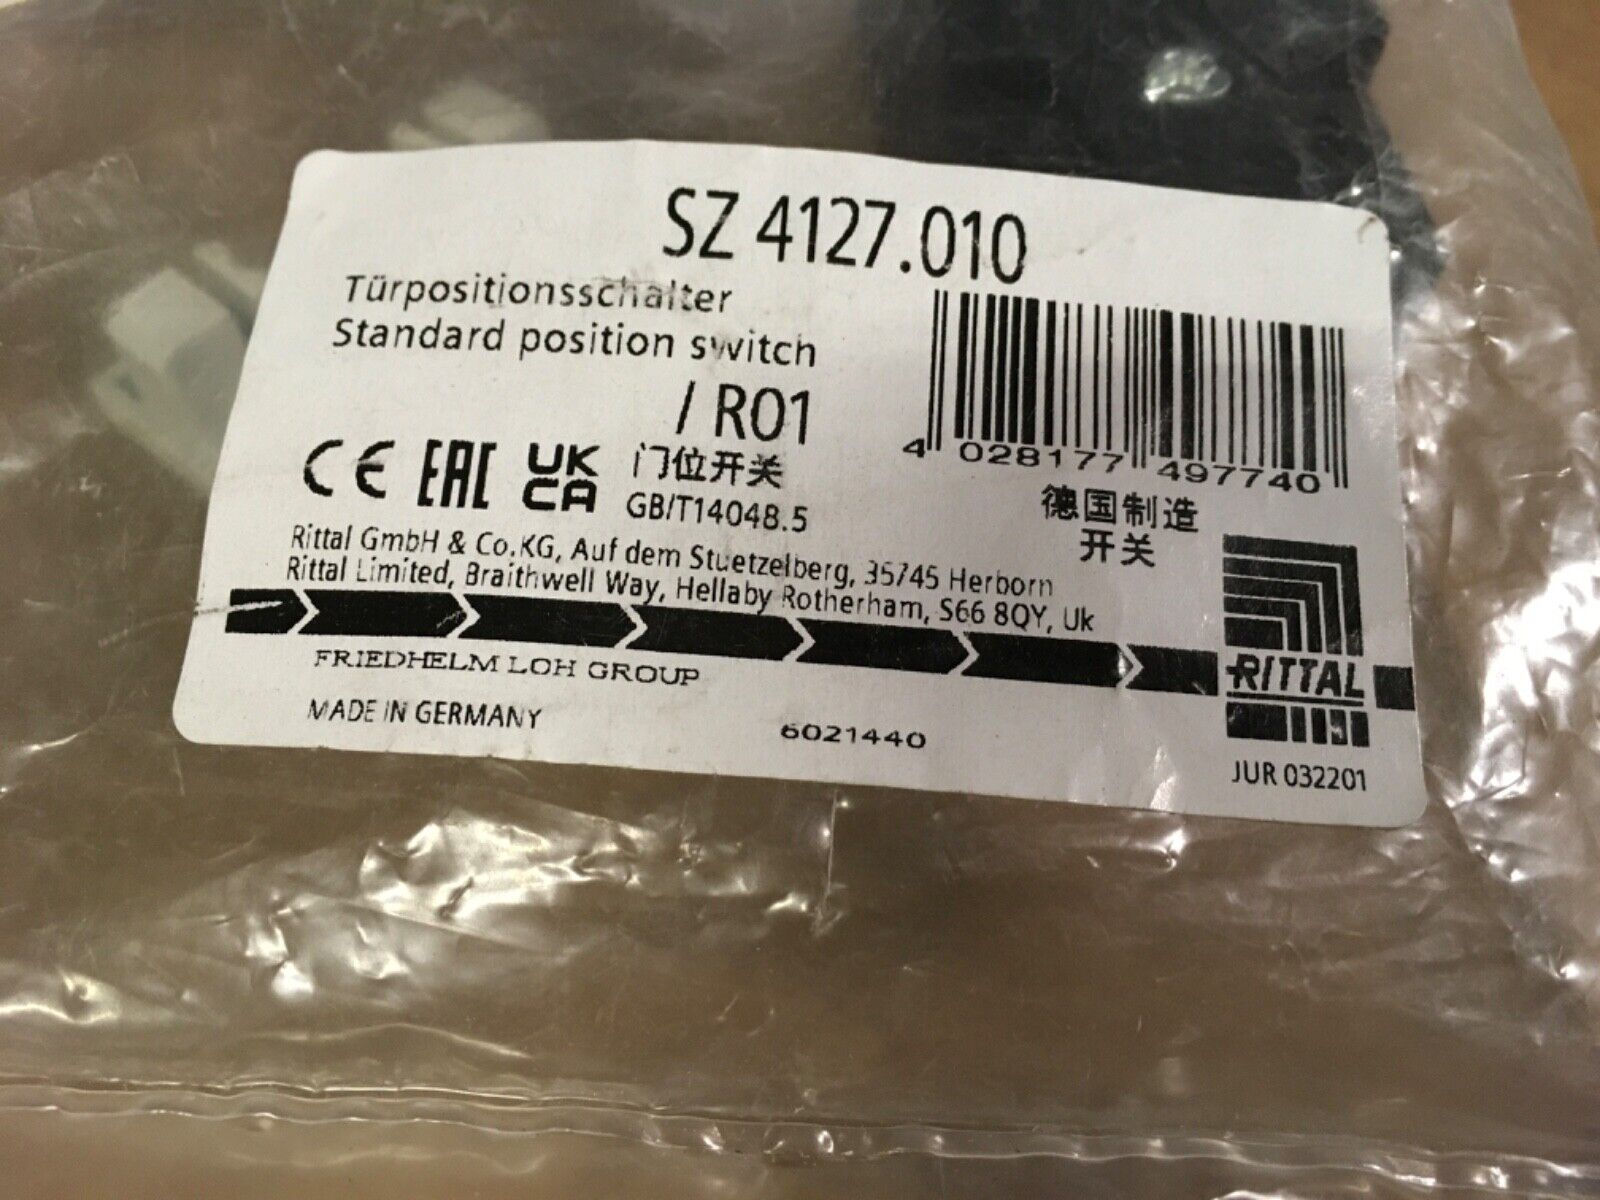 SZ 4127.010
Türpositionsschalter
Standard position switch
/ R01
4 028177 497740
CE EAC UK CA
门位开关
GB/T14048.5
德国制造
开关
Rittal GmbH & Co.KG, Auf dem Stuetzelberg, 35745 Herborn
Rittal Limited, Braithwell Way, Hellaby Rotherham, S66 8QY, Uk
FRIEDHELM LOH GROUP
RITTAL
MADE IN GERMANY
6021440
JUR 032201